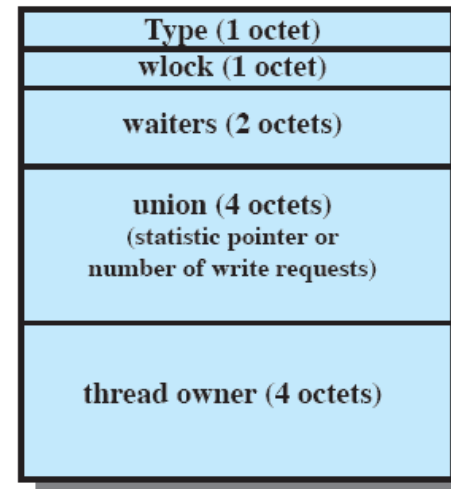 Type (1 octet)
wlock (1 octet)
waiters (2 octets)
union (4 octets)
(statistic pointer or
number of write requests)
thread owner (4 octets)